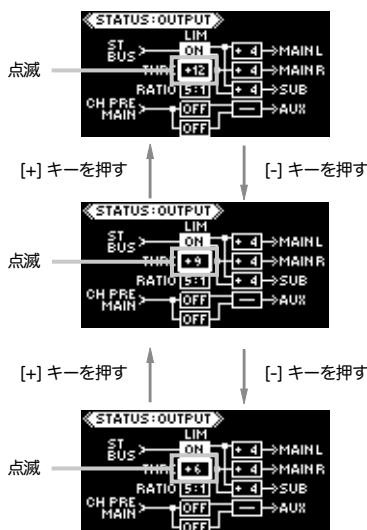 STATUS:OUTPUT
LIM
ST BUS ON + 4 MAIN L
点滅 THR +12 + 4 MAIN R
RATIO 5:1 + 4 SUB
CH PRE MAIN OFF — AUX
OFF
[+] キーを押す [-] キーを押す
STATUS:OUTPUT
LIM
ST BUS ON + 4 MAIN L
点滅 THR + 9 + 4 MAIN R
RATIO 5:1 + 4 SUB
CH PRE MAIN OFF — AUX
OFF
[+] キーを押す [-] キーを押す
STATUS:OUTPUT
LIM
ST BUS ON + 4 MAIN L
点滅 THR + 6 + 4 MAIN R
RATIO 5:1 + 4 SUB
CH PRE MAIN OFF — AUX
OFF